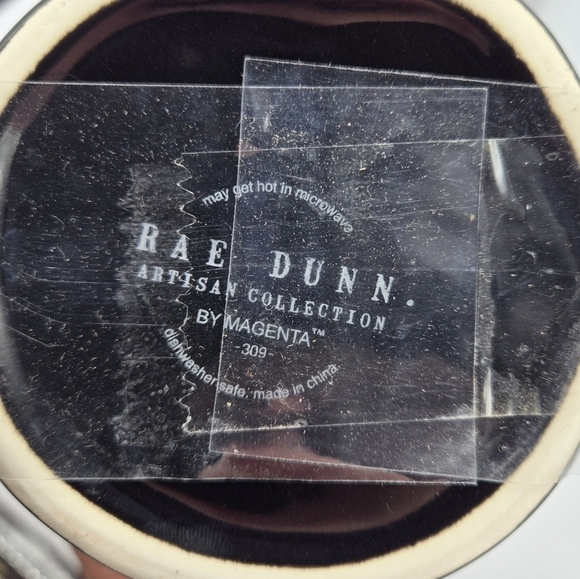 may get hot in microwave
RAE DUNN.
ARTISAN COLLECTION
BY MAGENTA™
-309-
dishwasher safe. made in china.